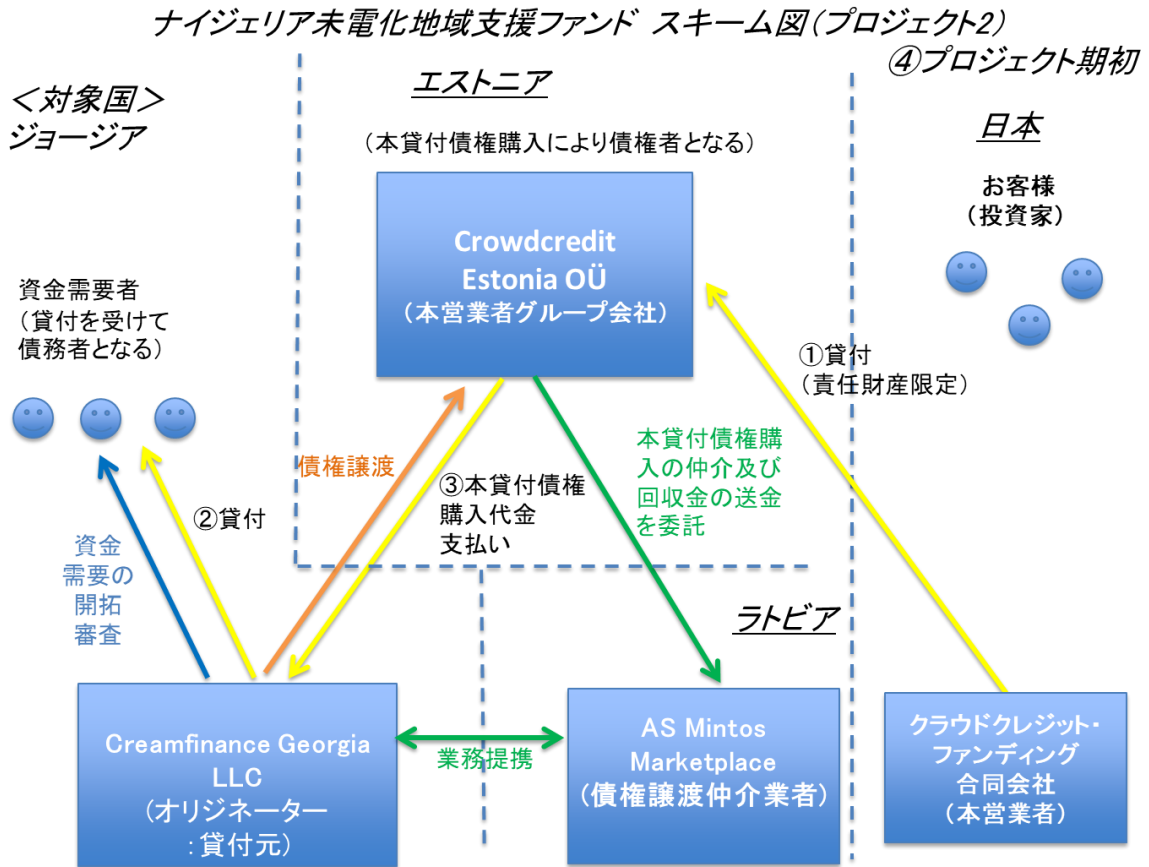 ナイジェリア未電化地域支援ファンド スキーム図(プロジェクト2)
④プロジェクト期初
<対象国>
ジョージア
エストニア
日本
(本貸付債権購入により債権者となる)
お客様
(投資家)
Crowdcredit
Estonia OÜ
(本営業者グループ会社)
資金需要者
(貸付を受けて
債務者となる)
①貸付
(責任財産限定)
債権譲渡
③本貸付債権
購入代金
支払い
本貸付債権購
入の仲介及び
回収金の送金
を委託
②貸付
資金
需要の
開拓
審査
ラトビア
Creamfinance Georgia
LLC
(オリジネーター
:貸付元)
業務提携
AS Mintos
Marketplace
(債権譲渡仲介業者)
クラウドクレジット・
ファンディング
合同会社
(本営業者)